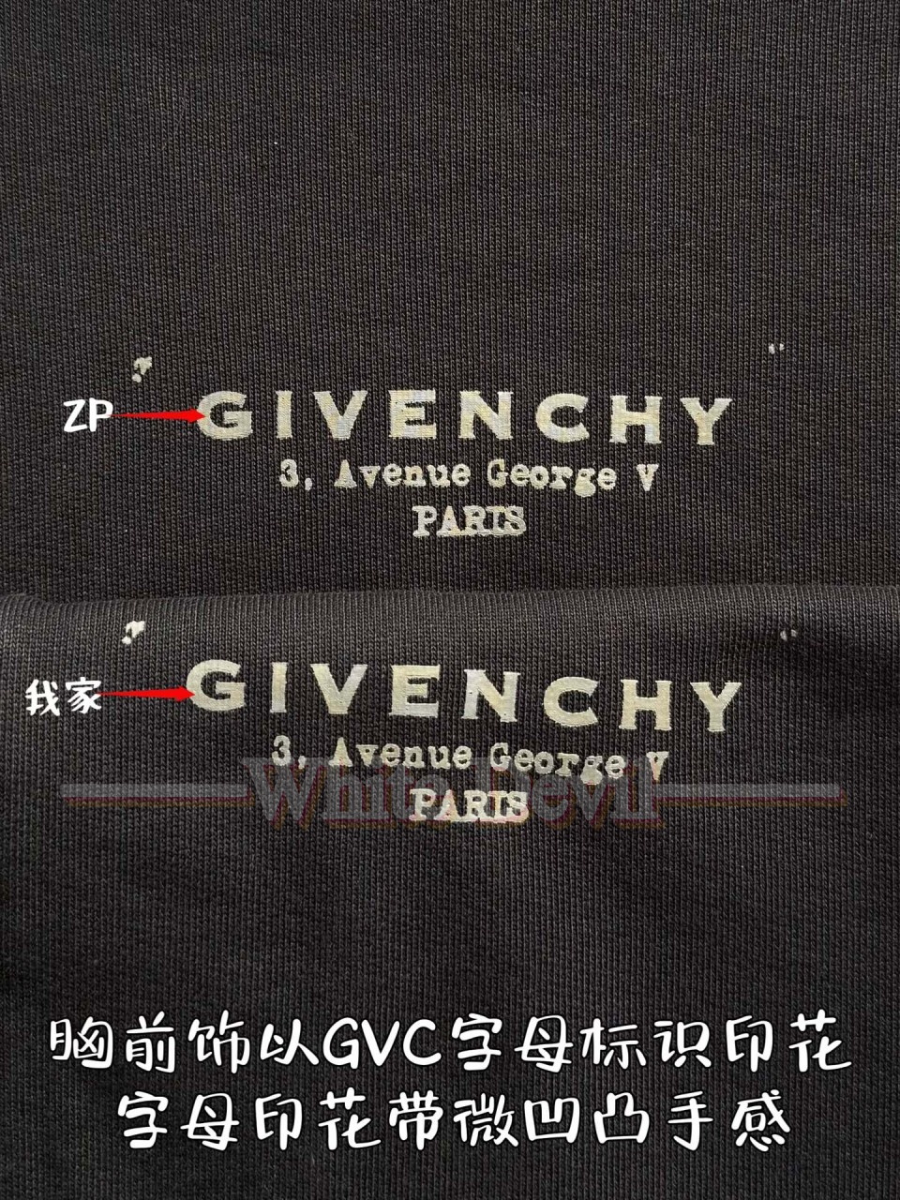 GIVENCHY
ZP
3, Avenue George V
PARIS
GIVENCHY
我家
3, Avenue George V
White Devil
PARIS
胸前饰以GVC字母标识印花
字母印花带微凹凸手感